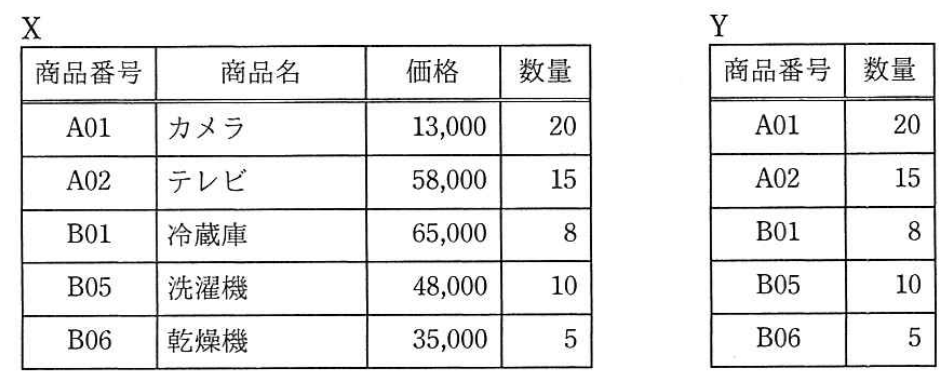 X
商品番号 商品名 価格 数量
A01 カメラ 13,000 20
A02 テレビ 58,000 15
B01 冷蔵庫 65,000 8
B05 洗濯機 48,000 10
B06 乾燥機 35,000 5
Y
商品番号 数量
A01 20
A02 15
B01 8
B05 10
B06 5